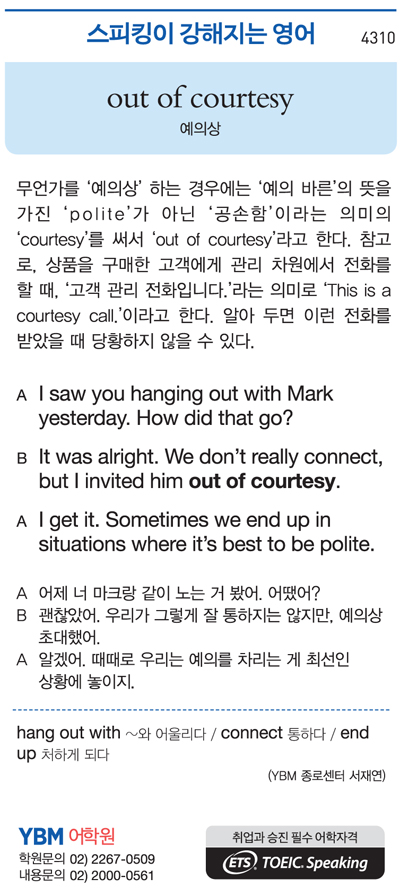 스피킹이 강해지는 영어 4310
out of courtesy
예의상
무언가를 ‘예의상’ 하는 경우에는 ‘예의 바른’의 뜻을
가진 ‘polite’가 아닌 ‘공손함’이라는 의미의
‘courtesy’를 써서 ‘out of courtesy’라고 한다. 참고
로, 상품을 구매한 고객에게 관리 차원에서 전화를
할 때, ‘고객 관리 전화입니다.’라는 의미로 ‘This is a
courtesy call.’이라고 한다. 알아 두면 이런 전화를
받았을 때 당황하지 않을 수 있다.
A I saw you hanging out with Mark
yesterday. How did that go?
B It was alright. We don’t really connect,
but I invited him out of courtesy.
A I get it. Sometimes we end up in
situations where it’s best to be polite.
A 어제 너 마크랑 같이 노는 거 봤어. 어땠어?
B 괜찮았어. 우리가 그렇게 잘 통하지는 않지만, 예의상
초대했어.
A 알겠어. 때때로 우리는 예의를 차리는 게 최선인
상황에 놓이지.
hang out with ~와 어울리다 / connect 통하다 / end
up 처하게 되다
(YBM 종로센터 서재연)
YBM 어학원
학원문의 02) 2267-0509
내용문의 02) 2000-0561
취업과 승진 필수 어학자격
ETS TOEIC Speaking